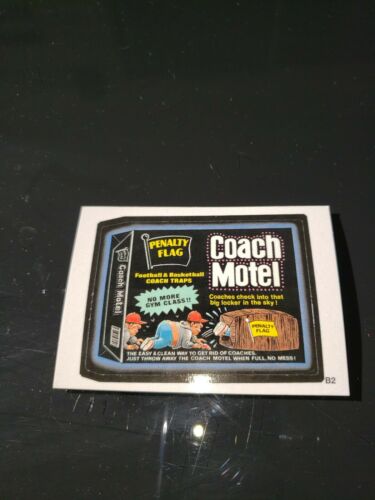 PENALTY
FLAG
Coach
Motel
Football & Basketball
COACH TRAPS
NO MORE
GYM CLASS!!
Coaches check into that
big locker in the sky!
Coach Motel
PENALTY
FLAG
THE EASY & CLEAN WAY TO GET RID OF COACHES.
JUST THROW AWAY THE COACH MOTEL WHEN FULL, NO MESS!
B2